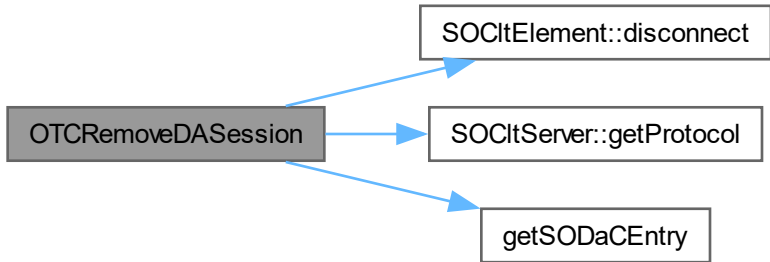 SOCltElement::disconnect
OTCRemoveDASession
SOCltServer::getProtocol
getSODaCEntry